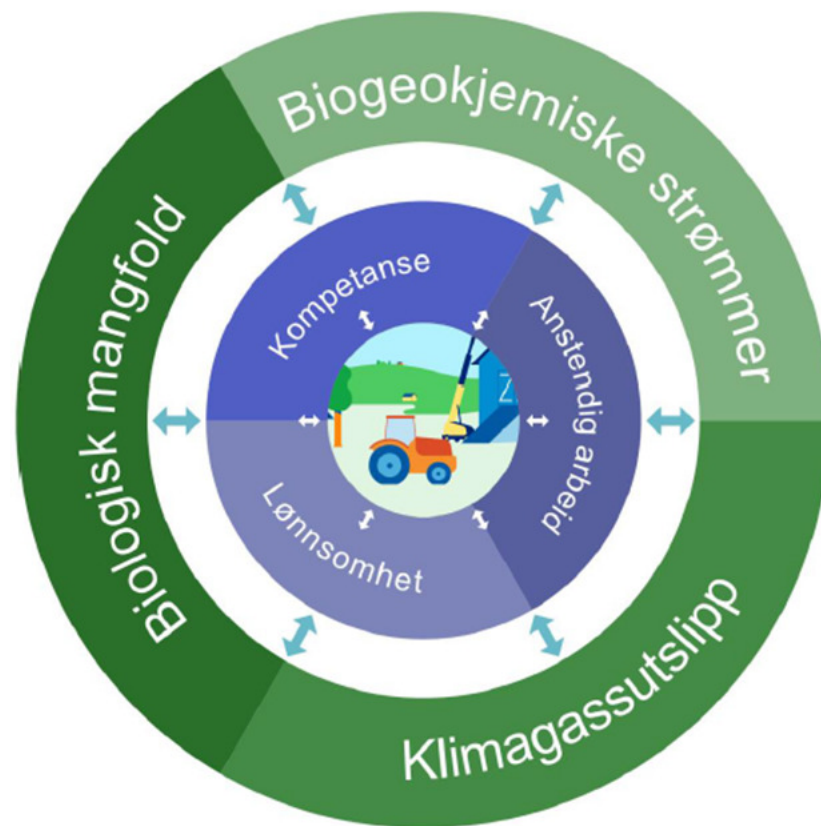 Biogeokjemiske strømmer
Biologisk mangfold
Klimagassutslipp
Kompetanse
Anstendig arbeid
Lønnsomhet